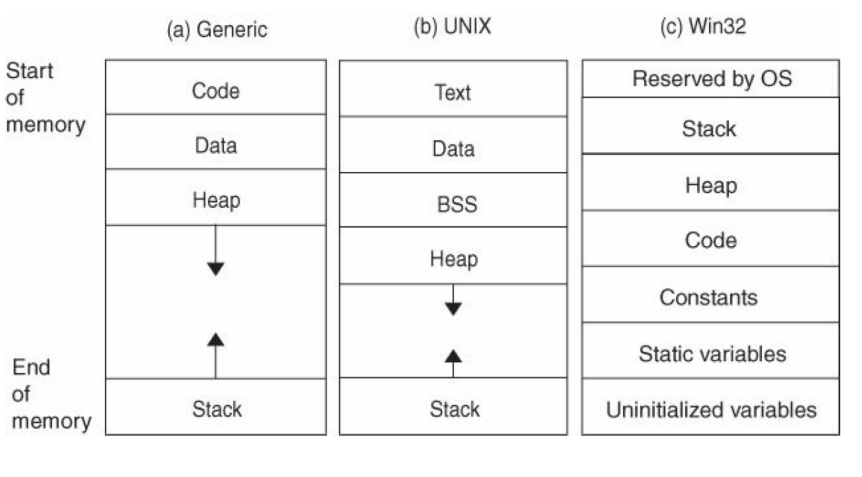 (a) Generic
(b) UNIX
(c) Win32
Start
of
memory
End
of
memory
Code
Data
Heap
Stack
Text
Data
BSS
Heap
Stack
Reserved by OS
Stack
Heap
Code
Constants
Static variables
Uninitialized variables